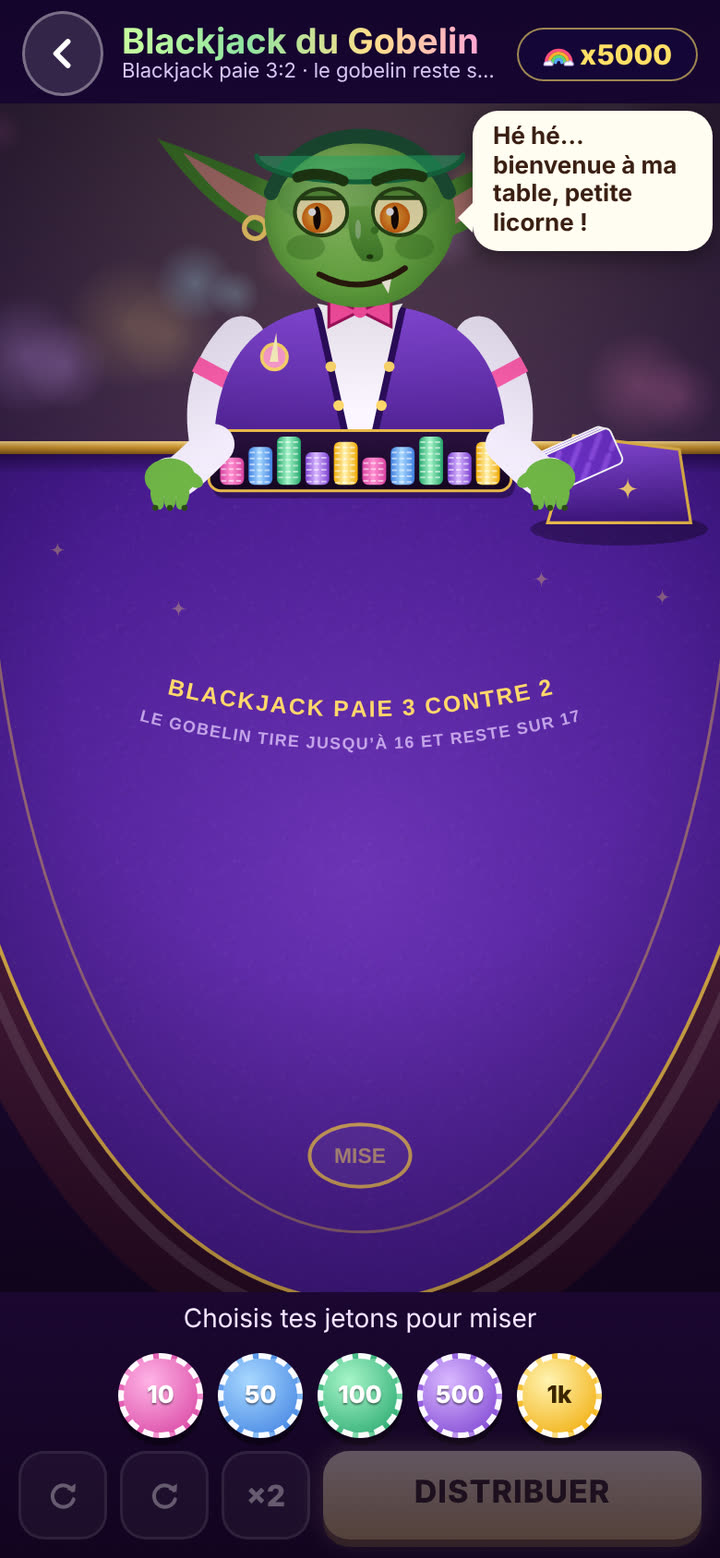 Blackjack du Gobelin
Blackjack paie 3:2 · le gobelin reste s...
x5000
Hé hé...
bienvenue à ma
table, petite
licorne !
BLACKJACK PAIE 3 CONTRE 2
LE GOBELIN TIRE JUSQU'À 16 ET RESTE SUR 17
MISE
Choisis tes jetons pour miser
10 50 100 500 1k
×2 DISTRIBUER